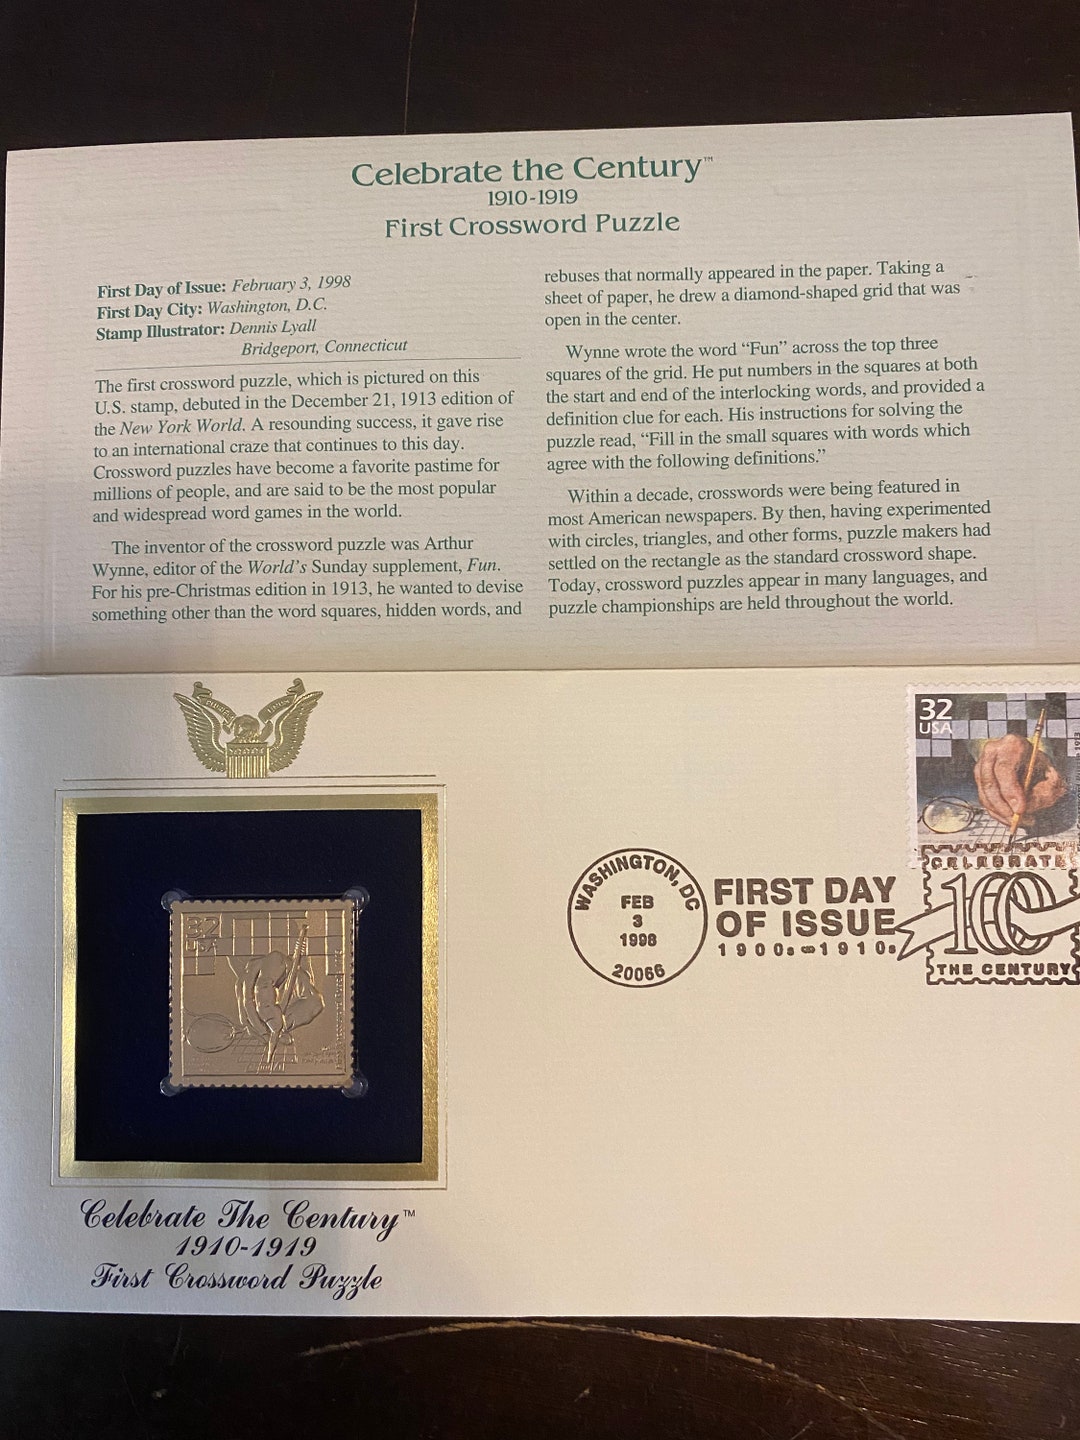 Celebrate the Century™
1910-1919
First Crossword Puzzle
First Day of Issue: February 3, 1998
First Day City: Washington, D.C.
Stamp Illustrator: Dennis Lyall
Bridgeport, Connecticut
The first crossword puzzle, which is pictured on this
U.S. stamp, debuted in the December 21, 1913 edition of
the New York World. A resounding success, it gave rise
to an international craze that continues to this day.
Crossword puzzles have become a favorite pastime for
millions of people, and are said to be the most popular
and widespread word games in the world.
The inventor of the crossword puzzle was Arthur
Wynne, editor of the World's Sunday supplement, Fun.
For his pre-Christmas edition in 1913, he wanted to devise
something other than the word squares, hidden words, and
rebuses that normally appeared in the paper. Taking a
sheet of paper, he drew a diamond-shaped grid that was
open in the center.
Wynne wrote the word “Fun” across the top three
squares of the grid. He put numbers in the squares at both
the start and end of the interlocking words, and provided a
definition clue for each. His instructions for solving the
puzzle read, “Fill in the small squares with words which
agree with the following definitions.”
Within a decade, crosswords were being featured in
most American newspapers. By then, having experimented
with circles, triangles, and other forms, puzzle makers had
settled on the rectangle as the standard crossword shape.
Today, crossword puzzles appear in many languages, and
puzzle championships are held throughout the world.
32
USA
1913
WASHINGTON, DC
FEB
3
1998
20066
FIRST DAY
OF ISSUE
1900s 1910s
CELEBRATE
100
THE CENTURY
32
USA
Celebrate The Century™
1910-1919
First Crossword Puzzle